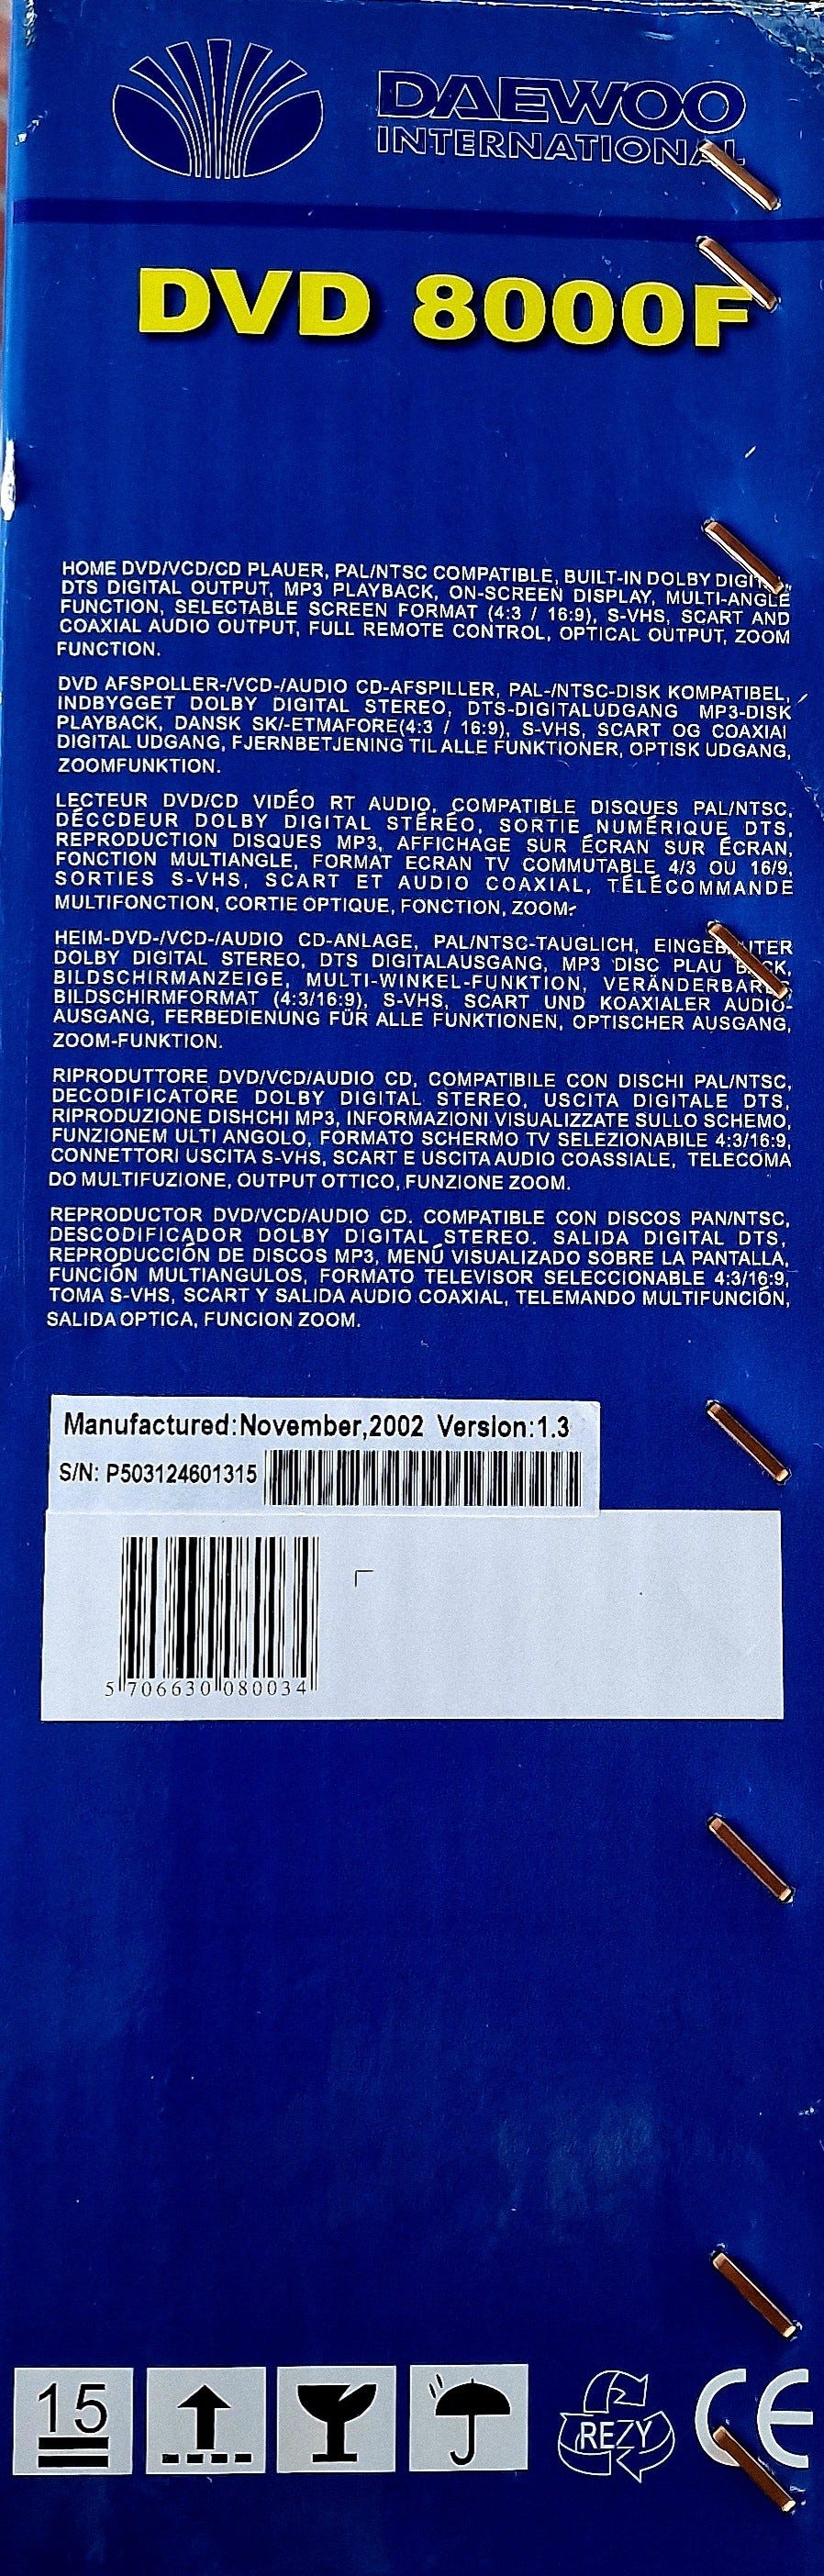 DAEWOO
INTERNATIONAL
DVD 8000F
HOME DVD/VCD/CD PLAUER, PAL/NTSC COMPATIBLE, BUILT-IN DOLBY
DTS DIGITAL OUTPUT, MP3 PLAYBACK, ON-SCREEN DISPLAY, MULTI-ANGLE
FUNCTION, SELECTABLE SCREEN FORMAT (4:3 / 16:9), S-VHS, SCART AND
COAXIAL AUDIO OUTPUT, FULL REMOTE CONTROL, OPTICAL OUTPUT, ZOOM
FUNCTION.
DVD AFSPOLLER-/VCD-/AUDIO CD-AFSPILLER, PAL-/NTSC-DISK KOMPATIBEL,
INDBYGGET DOLBY DIGITAL STEREO, DTS-DIGITALUDGANG MP3-DISK
PLAYBACK, DANSK SK/-ETMAFORE(4:3 / 16:9), S-VHS, SCART OG COAXIAI
DIGITAL UDGANG, FJERNBETJENING TIL ALLE FUNKTIONER, OPTISK UDGANG,
ZOOMFUNKTION.
LECTEUR DVD/CD VIDÉO RT AUDIO, COMPATIBLE DISQUES PAL/NTSC,
DÉCCDEUR DOLBY DIGITAL STÉRÉO, SORTIE NUMÉRIQUE DTS,
REPRODUCTION DISQUES MP3, AFFICHAGE SUR ÉCRAN SUR ÉCRAN,
FONCTION MULTIANGLE, FORMAT ECRAN TV COMMUTABLE 4/3 OU 16/9,
SORTIES S-VHS, SCART ET AUDIO COAXIAL, TÉLÉCOMMANDE
MULTIFONCTION, CORTIE OPTIQUE, FONCTION, ZOOM-
HEIM-DVD-/VCD-/AUDIO CD-ANLAGE, PAL/NTSC-TAUGLICH,
DOLBY DIGITAL STEREO, DTS DIGITALAUSGANG, MP3 DISC PLAU
BILDSCHIRMANZEIGE, MULTI-WINKEL-FUNKTION,
BILDSCHIRMFORMAT (4:3/16:9), S-VHS, SCART UND KOAXIALER AUDIO-
AUSGANG, FERBEDIENUNG FÜR ALLE FUNKTIONEN, OPTISCHER AUSGANG,
ZOOM-FUNKTION.
RIPRODUTTORE DVD/VCD/AUDIO CD, COMPATIBILE CON DISCHI PAL/NTSC,
DECODIFICATORE DOLBY DIGITAL STEREO, USCITA DIGITALE DTS,
RIPRODUZIONE DISHCHI MP3, INFORMAZIONI VISUALIZZATE SULLO SCHEMO,
FUNZIONEM ULTI ANGOLO, FORMATO SCHERMO TV SELEZIONABILE 4:3/16:9,
CONNETTORI USCITA S-VHS, SCART E USCITA AUDIO COASSIALE, TELECOMA
DO MULTIFUZIONE, OUTPUT OTTICO, FUNZIONE ZOOM.
REPRODUCTOR DVD/VCD/AUDIO CD. COMPATIBLE CON DISCOS PAN/NTSC,
DESCODIFICADOR DOLBY DIGITAL STEREO. SALIDA DIGITAL DTS,
REPRODUCCIÓN DE DISCOS MP3, MENÚ VISUALIZADO SOBRE LA PANTALLA,
FUNCIÓN MULTIANGULOS, FORMATO TELEVISOR SELECCIONABLE 4:3/16:9,
TOMA S-VHS, SCART Y SALIDA AUDIO COAXIAL, TELEMANDO MULTIFUNCIÓN,
SALIDA OPTICA, FUNCION ZOOM.
Manufactured:November,2002 Version:1.3
S/N: P503124601315
5 706630 080034
15
REZY
CE